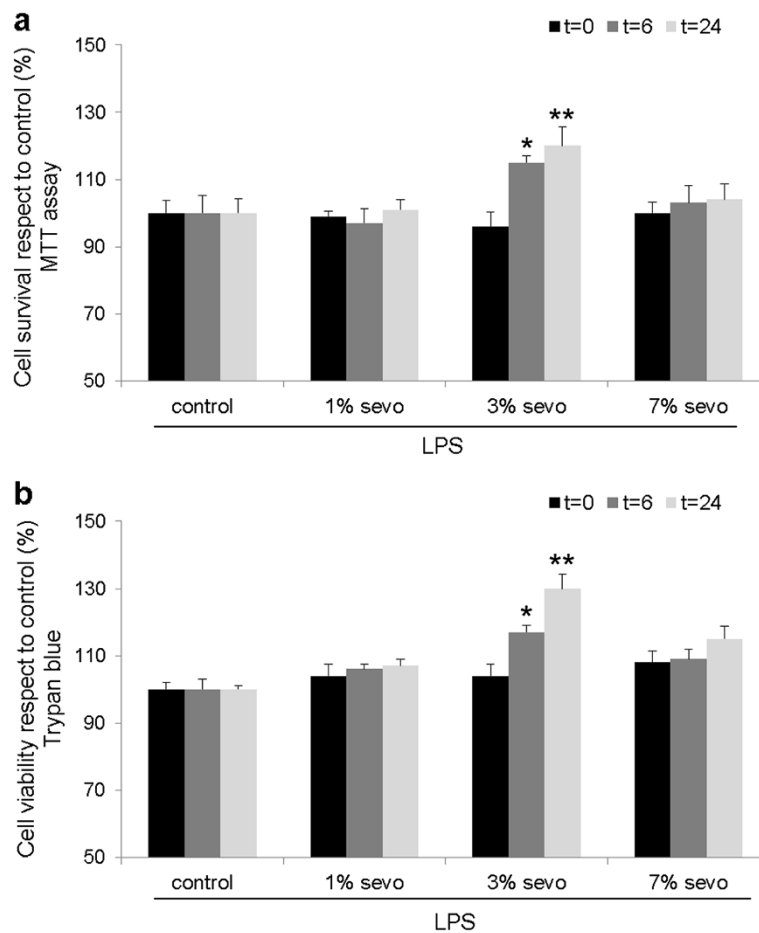 a
t=0 t=6 t=24
Cell survival respect to control (%)
MTT assay
150
130
110
90
70
50
* **
control 1% sevo 3% sevo 7% sevo
LPS
b
t=0 t=6 t=24
Cell viability respect to control (%)
Trypan blue
150
130
110
90
70
50
* **
control 1% sevo 3% sevo 7% sevo
LPS